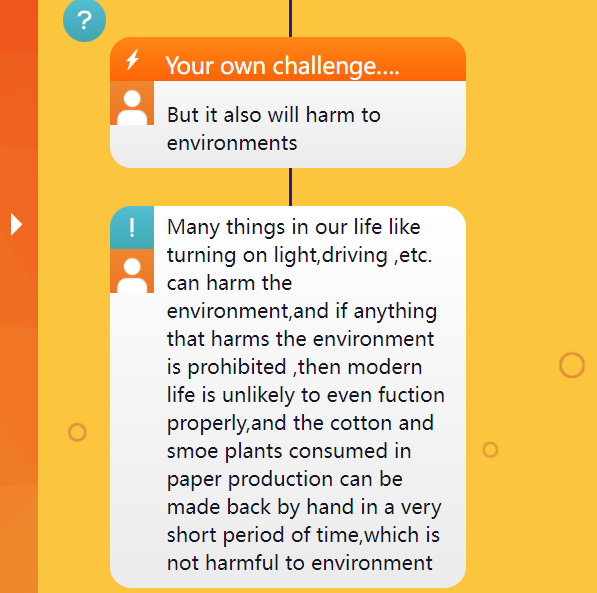 ?
Your own challenge....
But it also will harm to
environments
!
Many things in our life like
turning on light,driving ,etc.
can harm the
environment,and if anything
that harms the environment
is prohibited ,then modern
life is unlikely to even fuction
properly,and the cotton and
smoe plants consumed in
paper production can be
made back by hand in a very
short period of time,which is
not harmful to environment